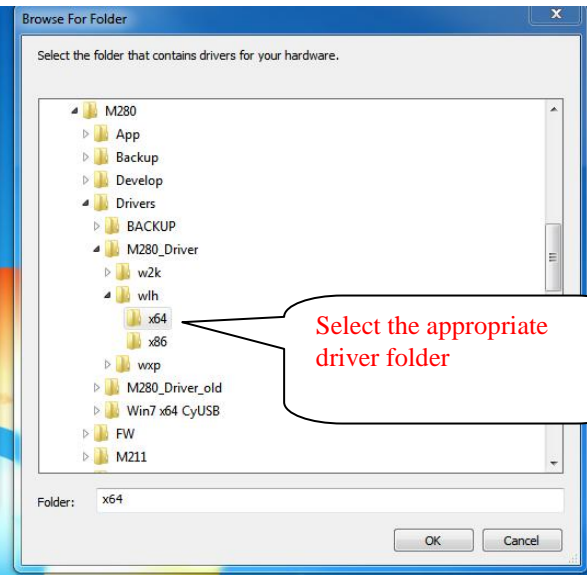 Browse For Folder
x
Select the folder that contains drivers for your hardware.
M280
App
Backup
Develop
Drivers
BACKUP
M280_Driver
w2k
wlh
x64
x86
wxp
M280_Driver_old
Win7 x64 CyUSB
FW
M211
Select the appropriate
driver folder
Folder: x64
OK Cancel